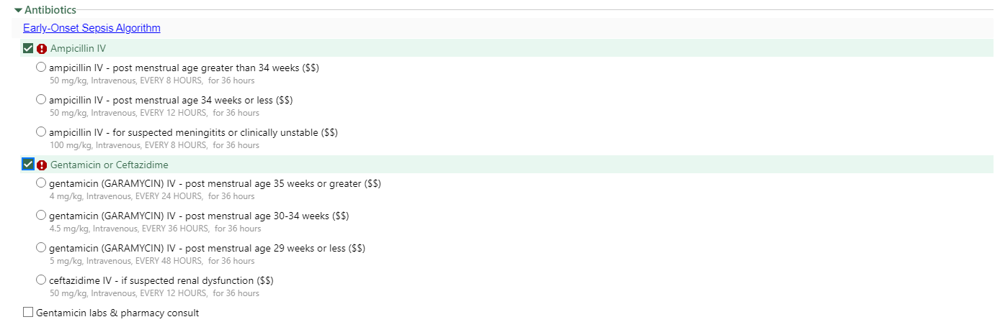 Antibiotics
Early-Onset Sepsis Algorithm
Ampicillin IV
ampicillin IV - post menstrual age greater than 34 weeks ($$)
50 mg/kg, Intravenous, EVERY 8 HOURS, for 36 hours
ampicillin IV - post menstrual age 34 weeks or less ($$)
50 mg/kg, Intravenous, EVERY 12 HOURS, for 36 hours
ampicillin IV - for suspected meningitits or clinically unstable ($$)
100 mg/kg, Intravenous, EVERY 8 HOURS, for 36 hours
Gentamicin or Ceftazidime
gentamicin (GARAMYCIN) IV - post menstrual age 35 weeks or greater ($$)
4 mg/kg, Intravenous, EVERY 24 HOURS, for 36 hours
gentamicin (GARAMYCIN) IV - post menstrual age 30-34 weeks ($$)
4.5 mg/kg, Intravenous, EVERY 36 HOURS, for 36 hours
gentamicin (GARAMYCIN) IV - post menstrual age 29 weeks or less ($$)
5 mg/kg, Intravenous, EVERY 48 HOURS, for 36 hours
ceftazidime IV - if suspected renal dysfunction ($$)
50 mg/kg, Intravenous, EVERY 12 HOURS, for 36 hours
Gentamicin labs & pharmacy consult